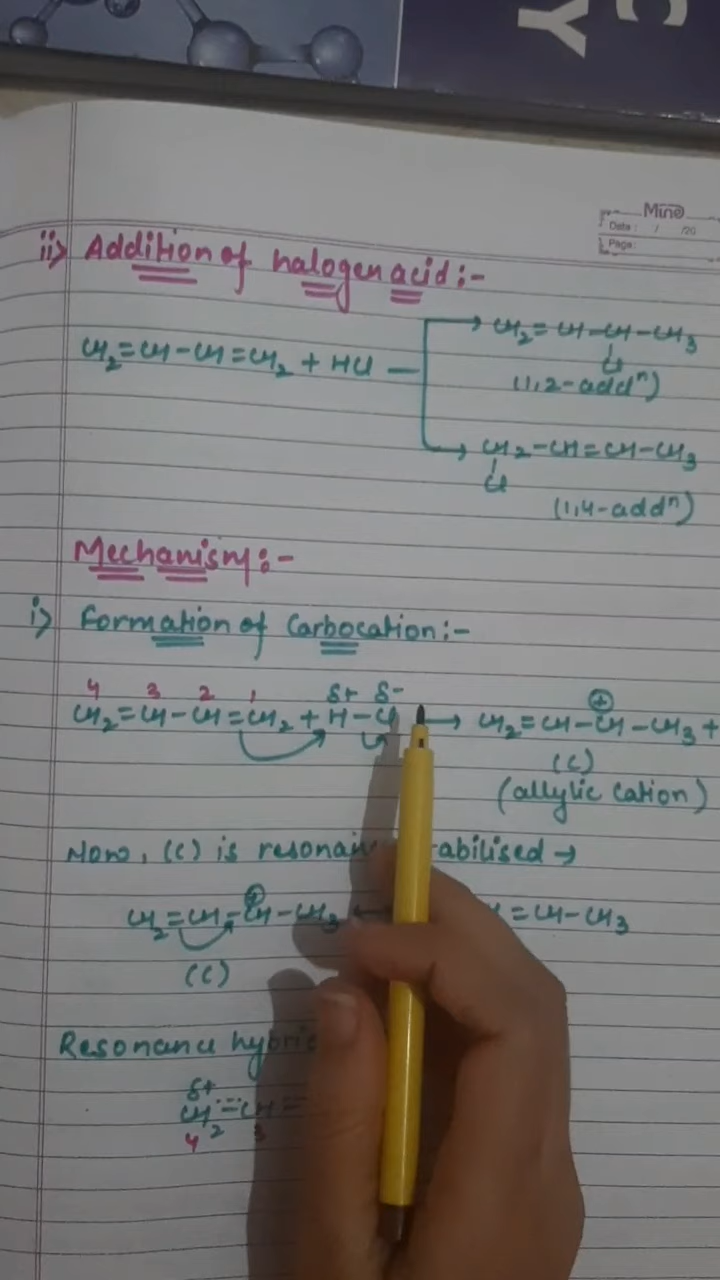 CY
Mino
Date : / /20
Page:
ii> Addition of halogen acid :-
CH2=CH-CH=CH2 + HCl
CH2=CH-CH-CH3
Cl
(1,2-addn)
CH2-CH=CH-CH3
Cl
(1,4-addn)
Mechanism :-
i> Formation of Carbocation :-
4 3 2 1 δ+ δ-
CH2=CH-CH=CH2 + H-Cl → CH2=CH-CH-CH3 +
⊕
(C)
(allylic cation)
Now, (C) is →
CH2=CH-CH-CH3 =CH-CH3
⊕
(C)
Resonance
δ+
CH2 CH
4 3